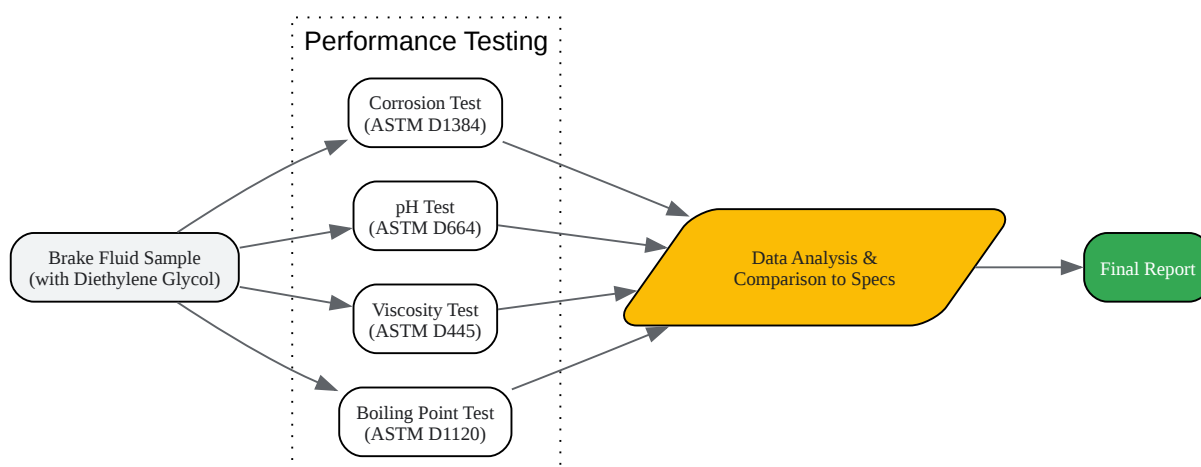 Performance Testing
Corrosion Test
(ASTM D1384)
pH Test
(ASTM D664)
Brake Fluid Sample
(with Diethylene Glycol)
Viscosity Test
(ASTM D445)
Boiling Point Test
(ASTM D1120)
Data Analysis &
Comparison to Specs
Final Report